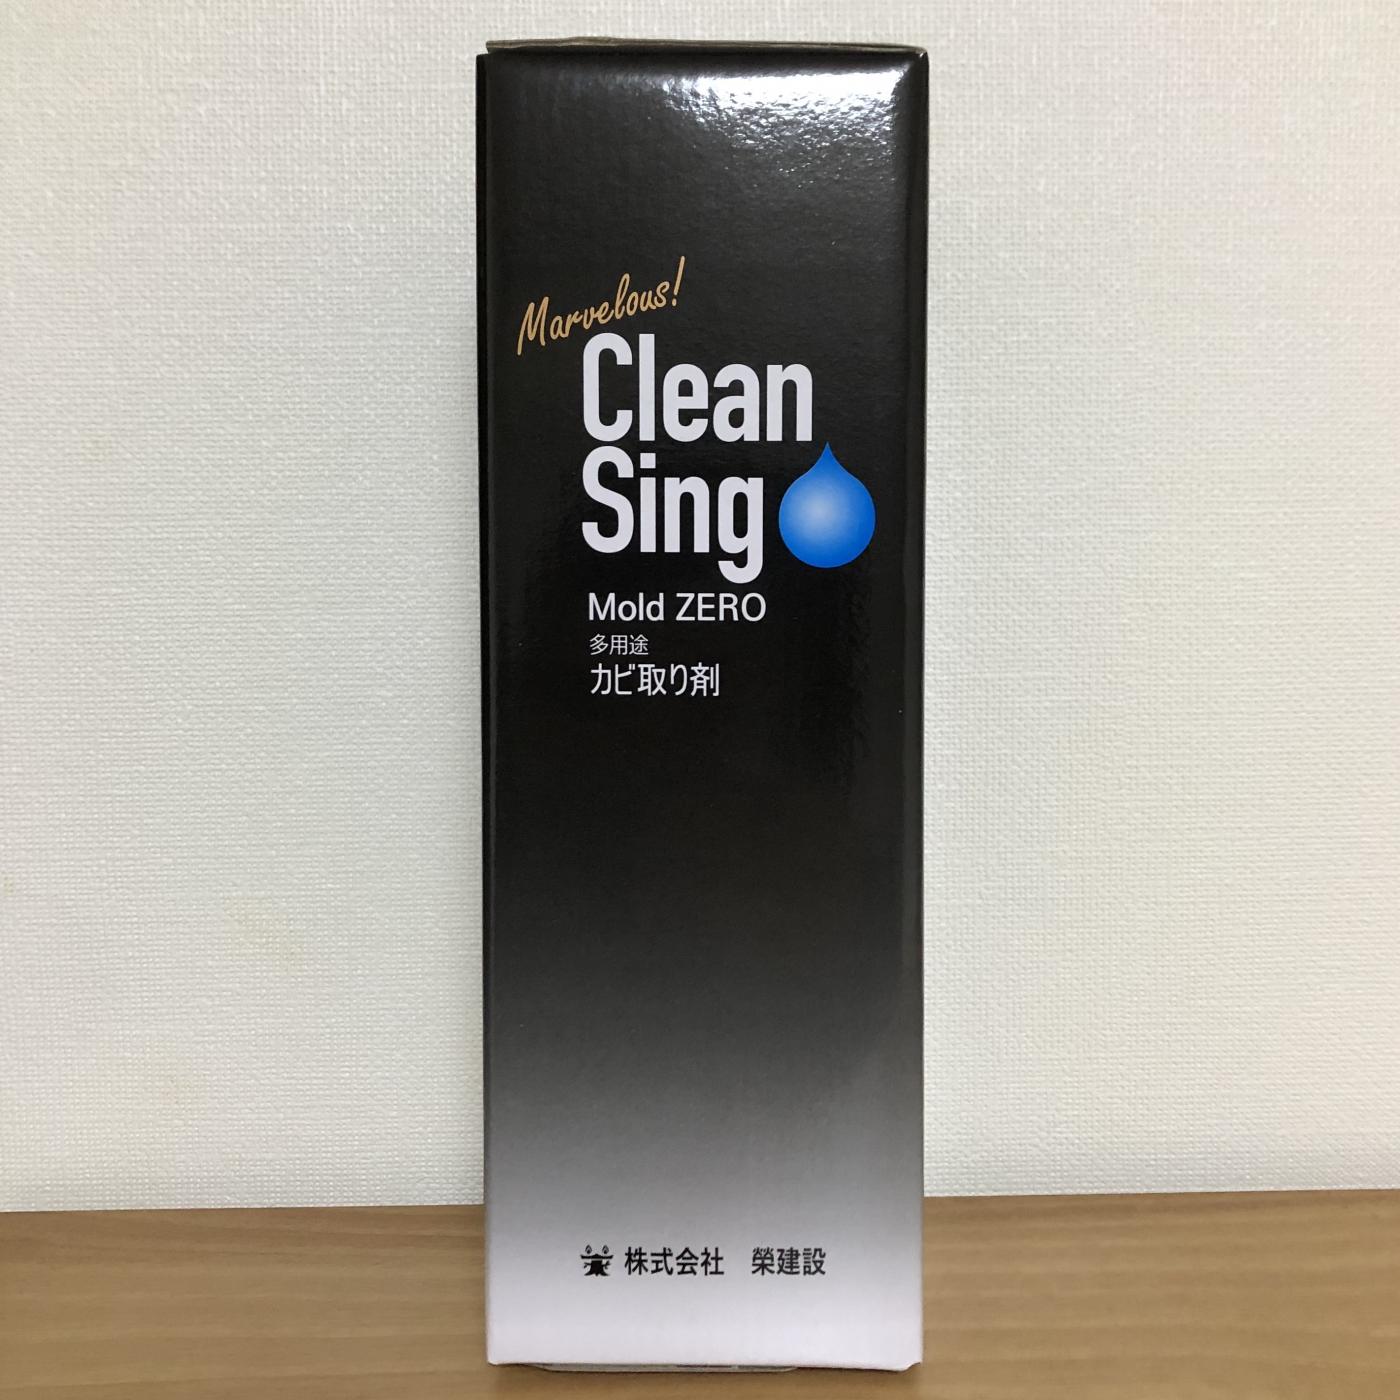 Marvelous!
Clean
Sing
Mold ZERO
多用途
カビ取り剤
株式会社　榮建設